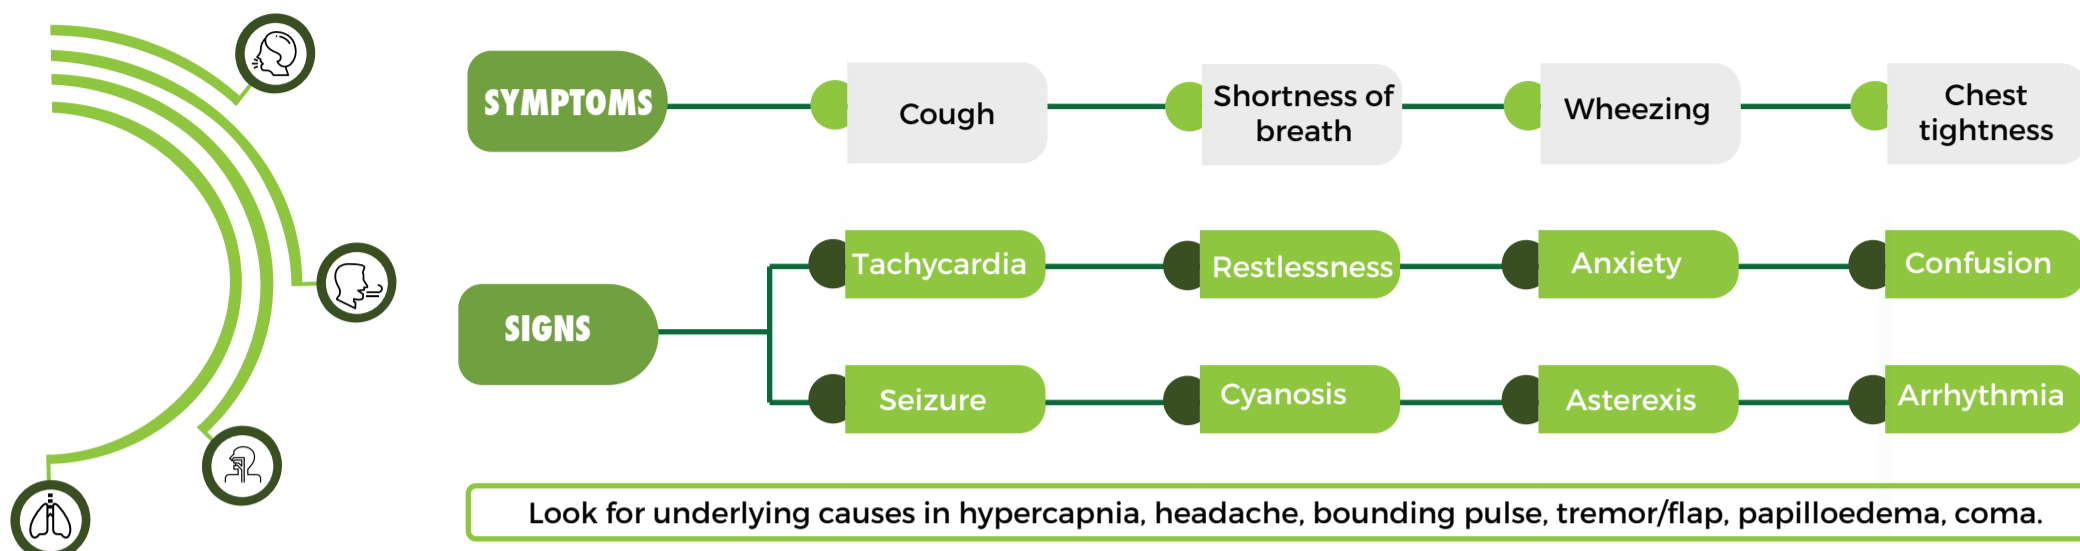 SYMPTOMS
Cough
Shortness of
breath
Wheezing
Chest
tightness
SIGNS
Tachycardia
Restlessness
Anxiety
Confusion
Seizure
Cyanosis
Asterexis
Arrhythmia
Look for underlying causes in hypercapnia, headache, bounding pulse, tremor/flap, papilloedema, coma.